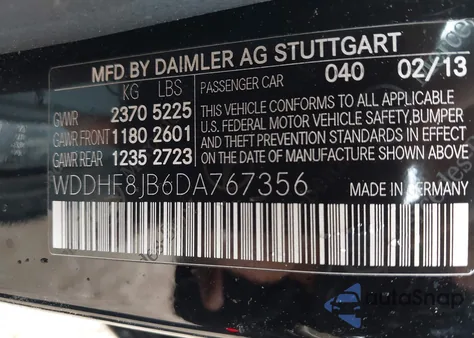 MFD BY DAIMLER AG STUTTGART
KG LBS
GVWR 2370 5225
GAWR FRONT 1180 2601
GAWR REAR 1235 2723
PASSENGER CAR 040 02/13
THIS VEHICLE CONFORMS TO ALL APPLICABLE
U.S. FEDERAL MOTOR VEHICLE SAFETY, BUMPER
AND THEFT PREVENTION STANDARDS IN EFFECT
ON THE DATE OF MANUFACTURE SHOWN ABOVE.
WDDHF8JB6DA767356 MADE IN GERMANY
AutoSnap